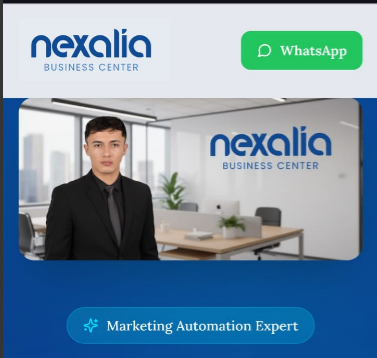 nexalia
BUSINESS CENTER
WhatsApp
nexalia
BUSINESS CENTER
Marketing Automation Expert